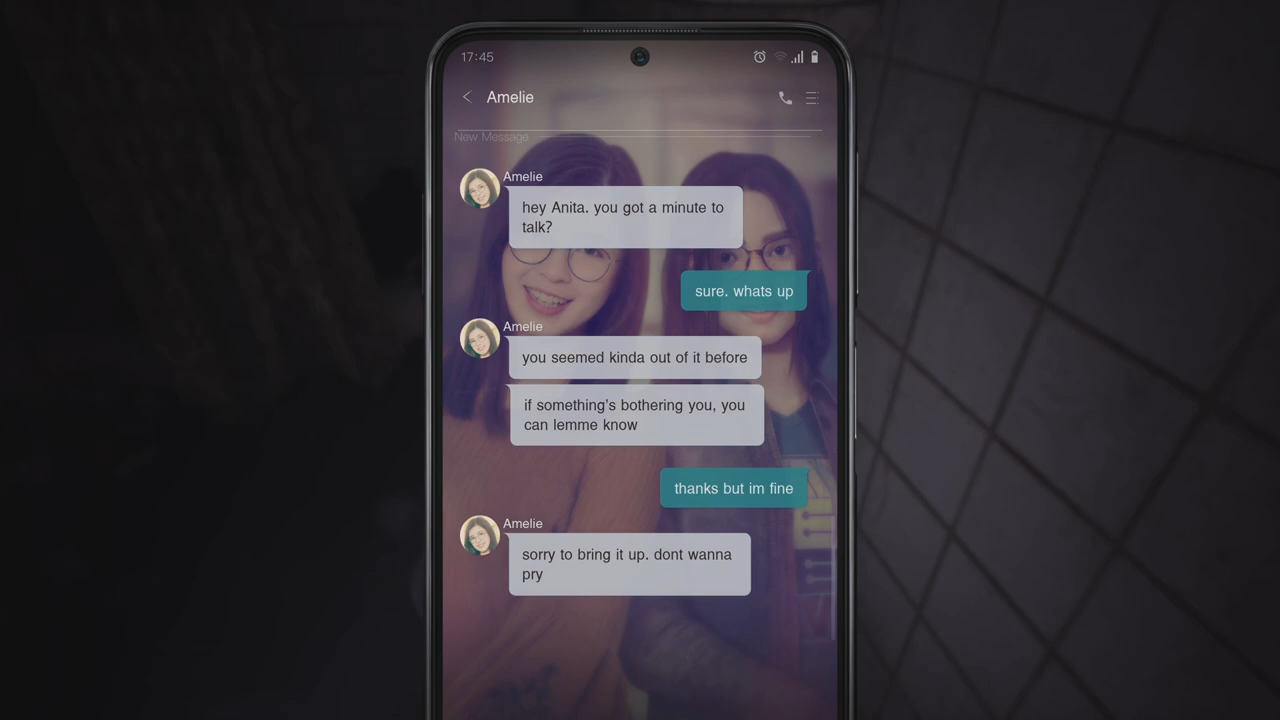 17:45
Amelie
New Message
Amelie
hey Anita. you got a minute to
talk?
sure. whats up
Amelie
you seemed kinda out of it before
if something's bothering you, you
can lemme know
thanks but im fine
Amelie
sorry to bring it up. dont wanna
pry